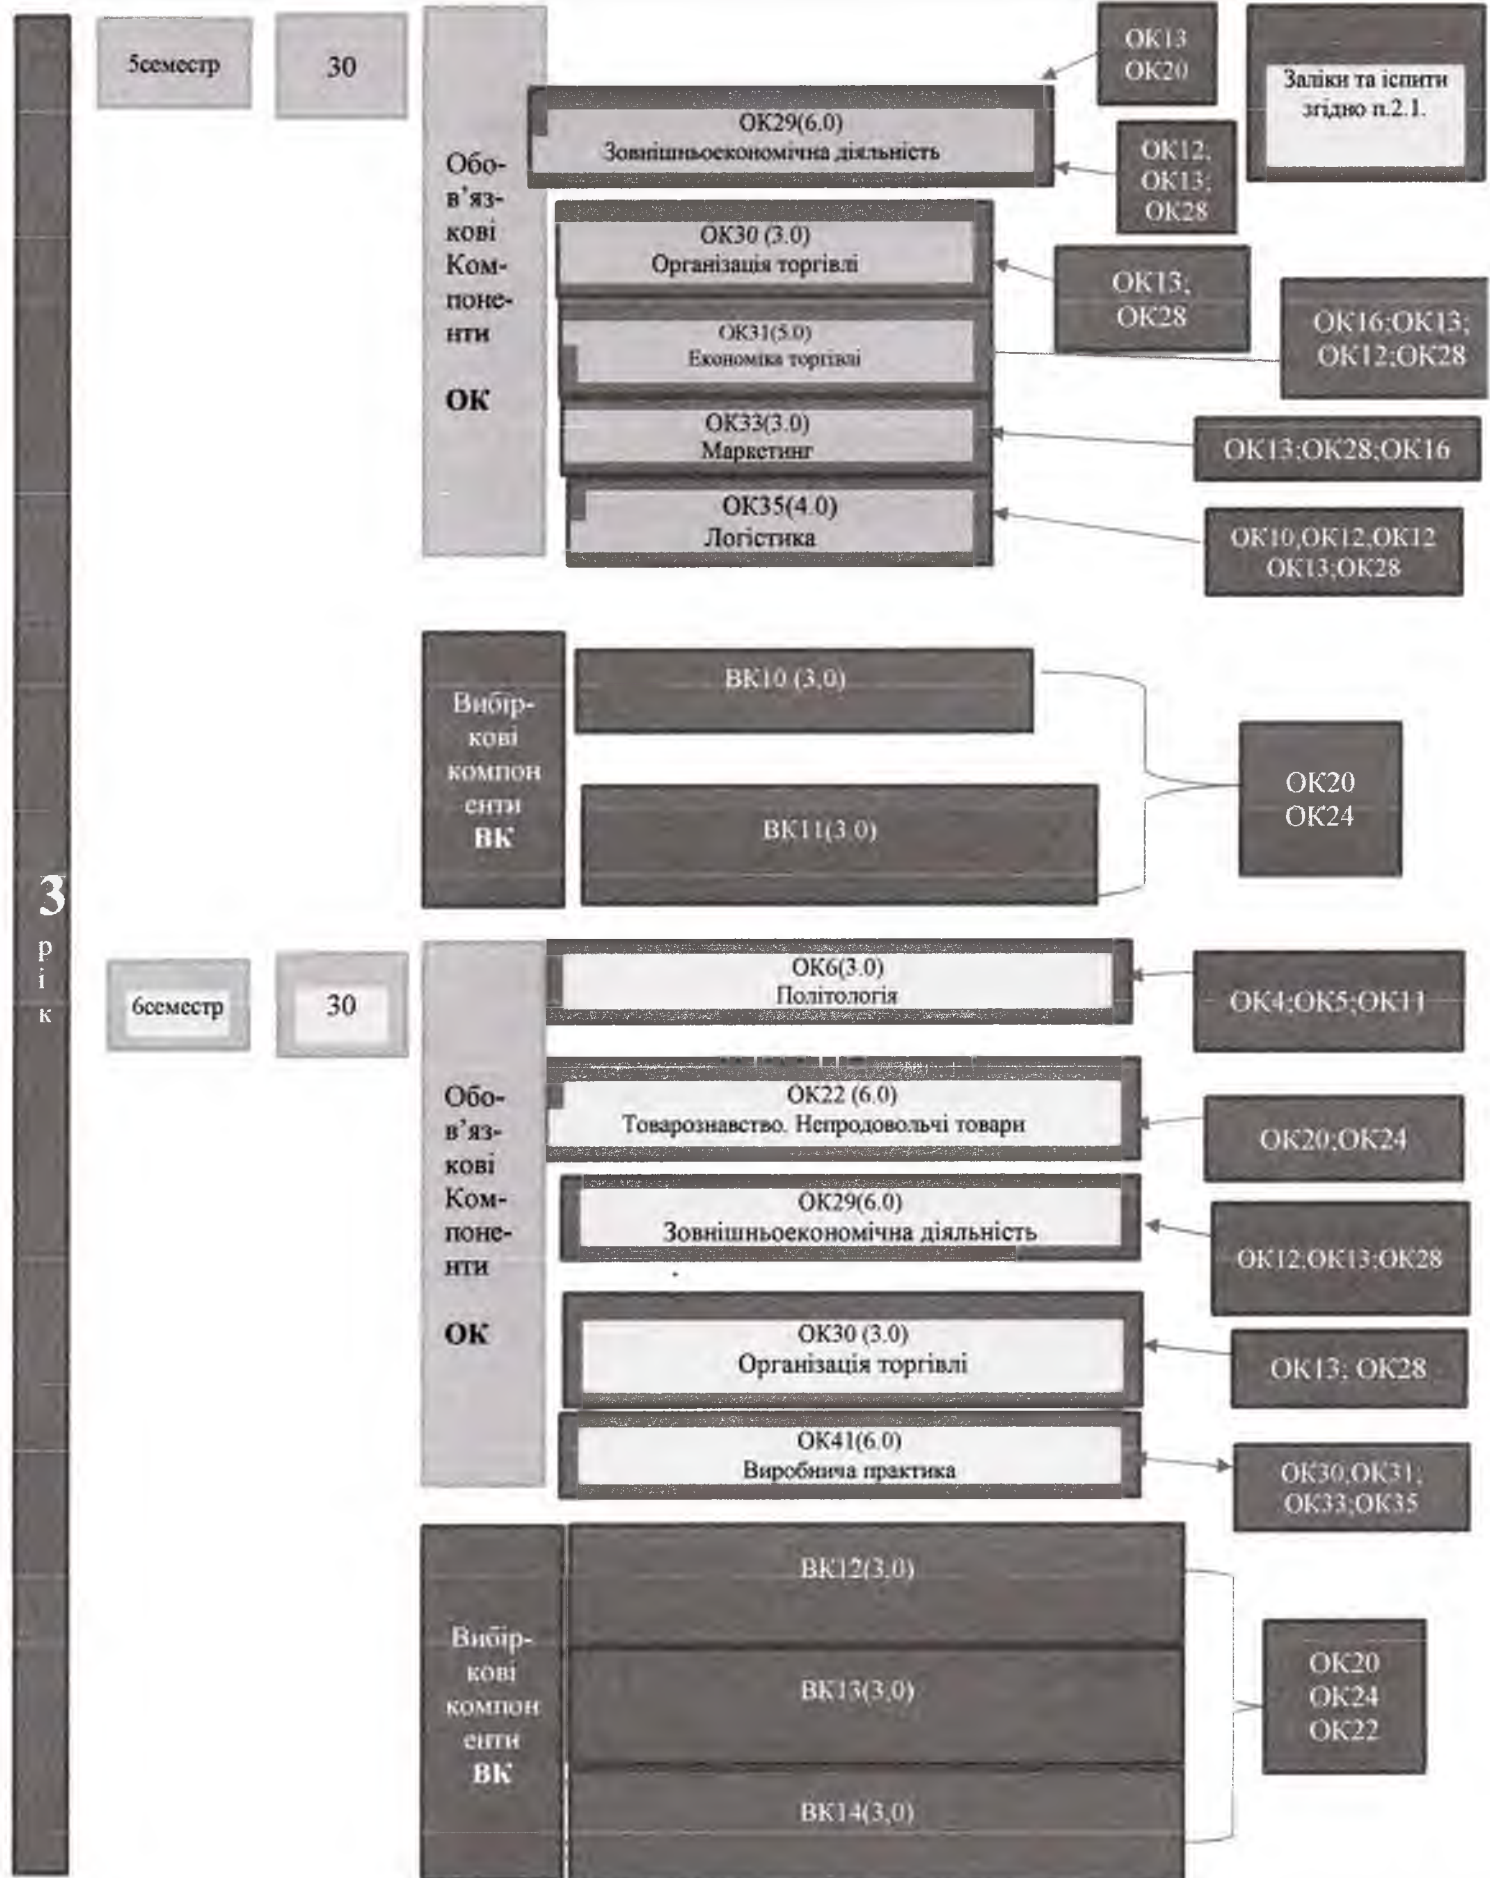 3
р
і
к
5семестр
30
Обо-
в’яз-
кові
Ком-
поне-
нти
ОК
ОК29(6.0)
Зовнішньоекономічна діяльність
ОК13
ОК20
ОК12,
ОК13;
ОК28
Заліки та іспити
згідно п.2.1.
ОК30 (3.0)
Організація торгівлі
ОК13;
ОК28
ОК31(5.0)
Економіка торгівлі
ОК16;ОК13;
ОК12;ОК28
ОК33(3.0)
Маркетинг
ОК13;ОК28;ОК16
ОК35(4.0)
Логістика
ОК10,ОК12,ОК12
ОК13;ОК28
Вибір-
кові
компон
енти
ВК
ВК10 (3,0)
ВК11(3.0)
ОК20
ОК24
6семестр
30
Обо-
в’яз-
кові
Ком-
поне-
нти
ОК
ОК6(3.0)
Політологія
ОК4;ОК5;ОК11
ОК22 (6.0)
Товарознавство. Непродовольчі товари
ОК20;ОК24
ОК29(6.0)
Зовнішньоекономічна діяльність
ОК12,ОК13;ОК28
ОК30 (3.0)
Організація торгівлі
ОК13; ОК28
ОК41(6.0)
Виробнича практика
ОК30,ОК31,
ОК33;ОК35
Вибір-
кові
компон
енти
ВК
ВК12(3,0)
ВК13(3,0)
ВК14(3,0)
ОК20
ОК24
ОК22